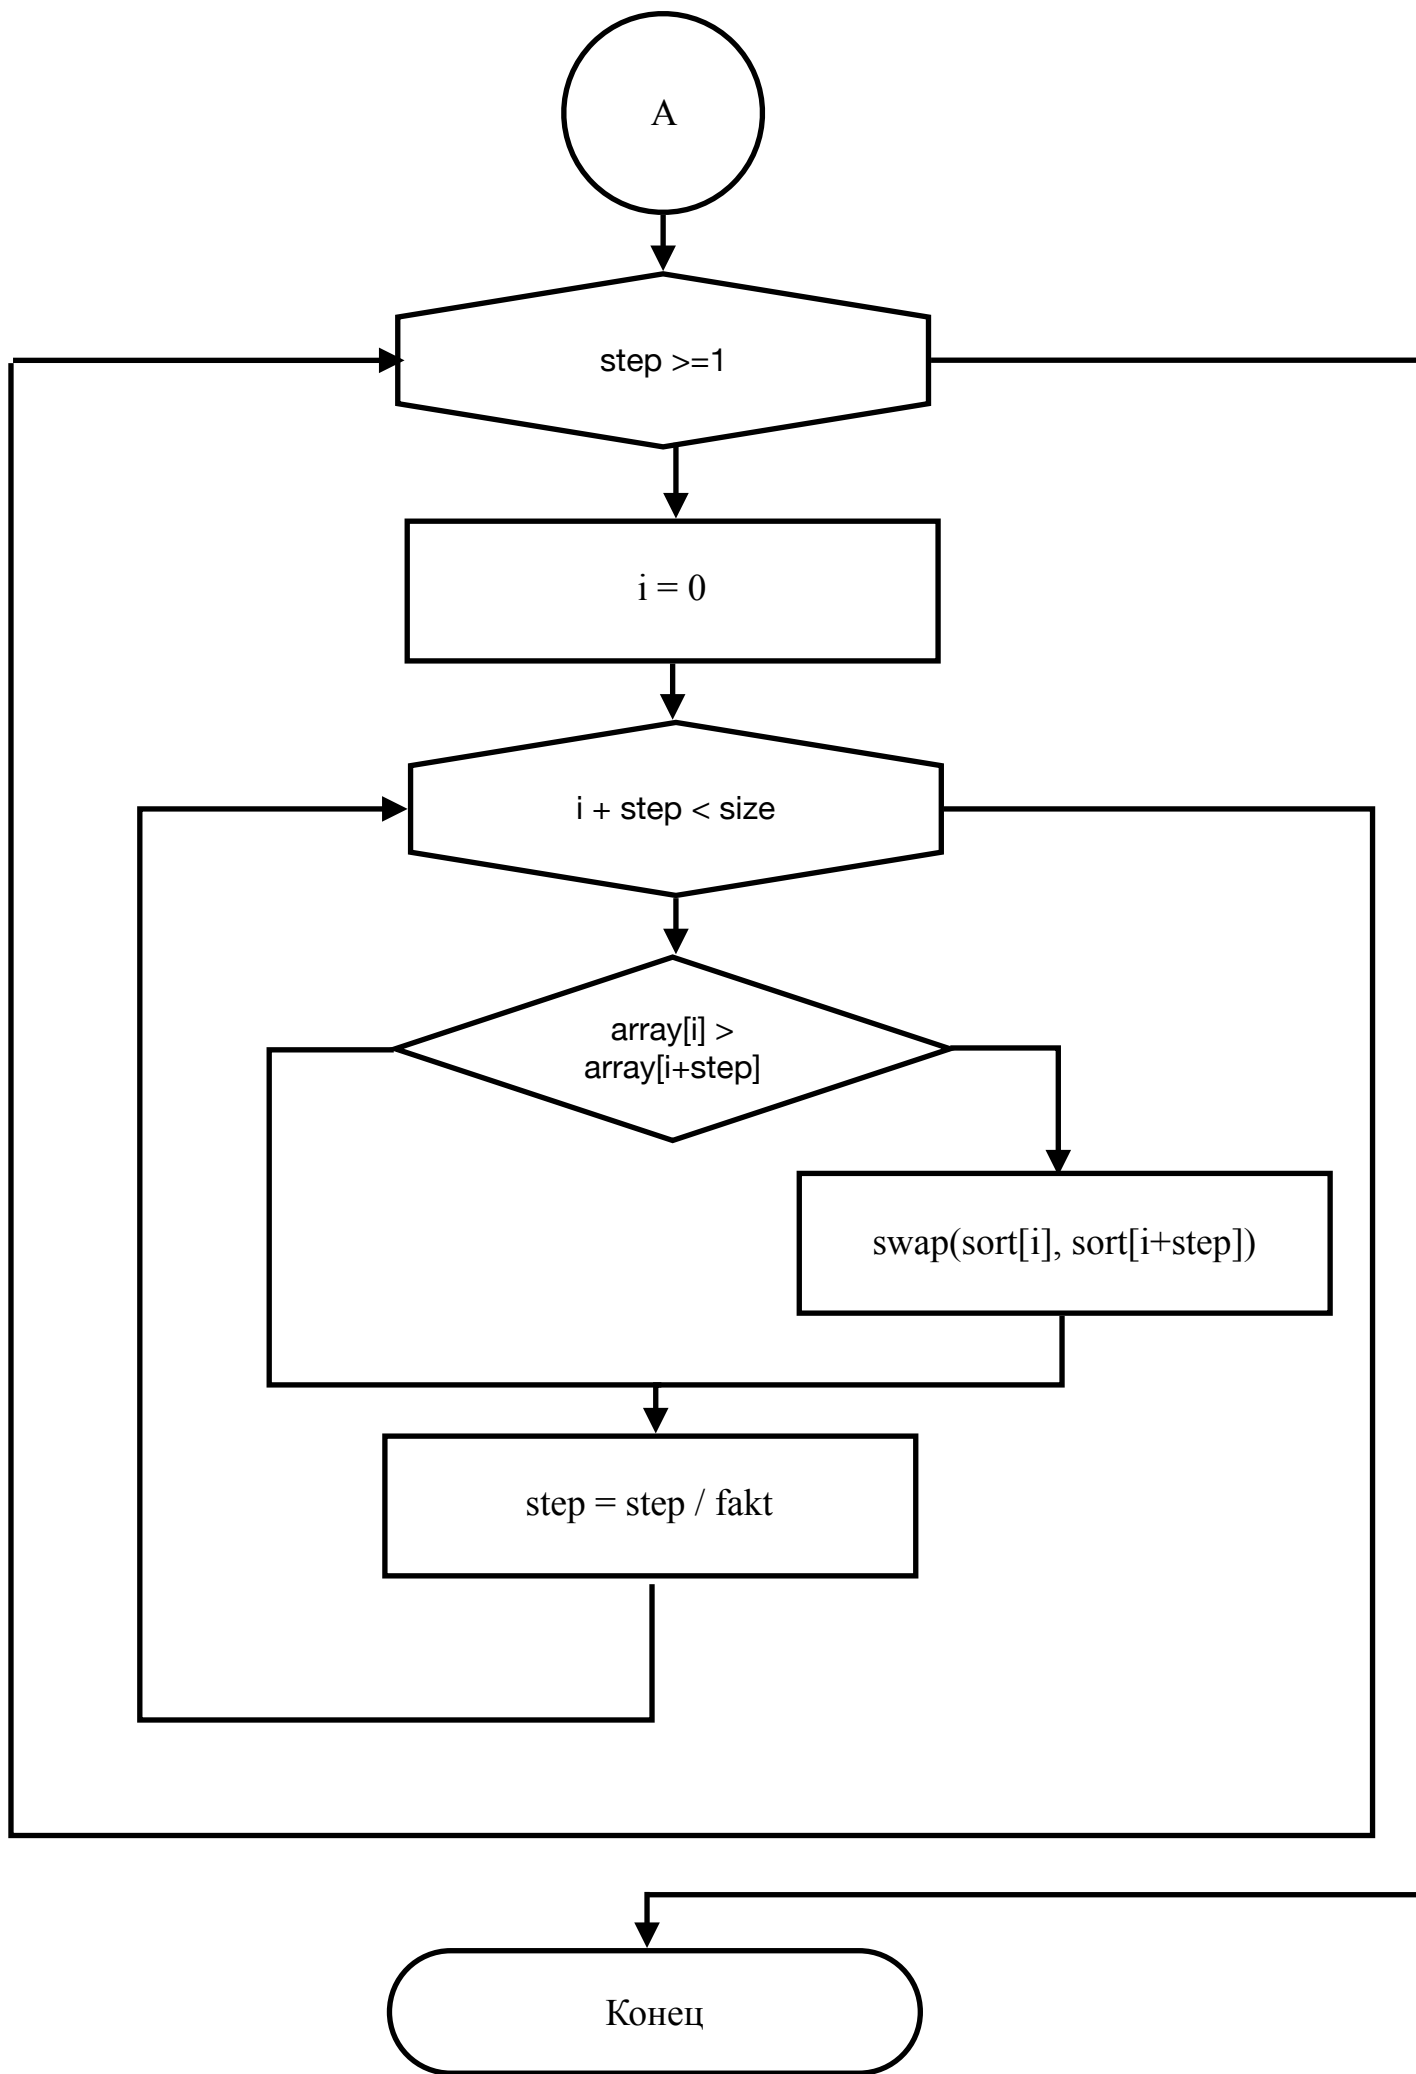 A
step >=1
i = 0
i + step < size
array[i] >
array[i+step]
swap(sort[i], sort[i+step])
step = step / fakt
Конец